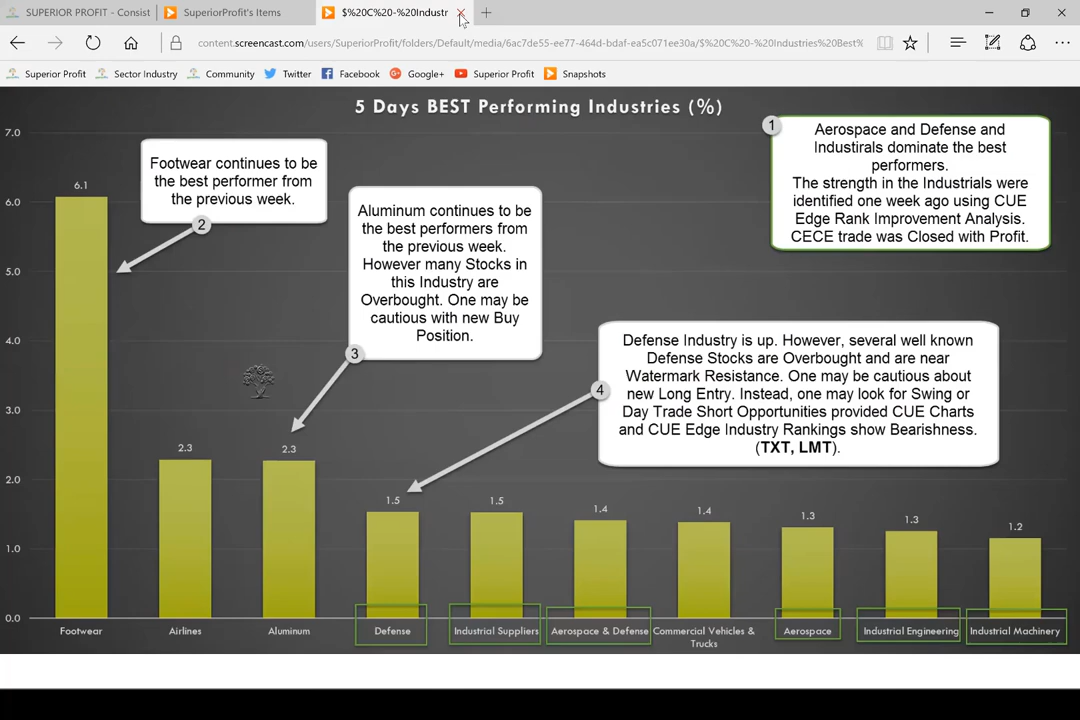 SUPERIOR PROFIT - Consist
SuperiorProfit's Items
$%20C%20-%20Industr
content.screencast.com/users/SuperiorProfit/folders/Default/media/6ac7de55-ee77-464d-bdaf-ea5c071ee30a/$%20C%20-%20Industries%20Best%
Superior Profit
Sector Industry
Community
Twitter
Facebook
Google+
Superior Profit
Snapshots
5 Days BEST Performing Industries (%)
7.0
6.0
5.0
4.0
3.0
2.0
1.0
0.0
1
Aerospace and Defense and
Industirals dominate the best
performers.
The strength in the Industrials were
identified one week ago using CUE
Edge Rank Improvement Analysis.
CECE trade was Closed with Profit.
Footwear continues to be
the best performer from
the previous week.
2
Aluminum continues to be
the best performers from
the previous week.
However many Stocks in
this Industry are
Overbought. One may be
cautious with new Buy
Position.
3
Defense Industry is up. However, several well known
Defense Stocks are Overbought and are near
Watermark Resistance. One may be cautious about
new Long Entry. Instead, one may look for Swing or
Day Trade Short Opportunities provided CUE Charts
and CUE Edge Industry Rankings show Bearishness.
(TXT, LMT).
4
6.1
2.3
2.3
1.5
1.5
1.4
1.4
1.3
1.3
1.2
Footwear
Airlines
Aluminum
Defense
Industrial Suppliers
Aerospace & Defense
Commercial Vehicles &
Trucks
Aerospace
Industrial Engineering
Industrial Machinery